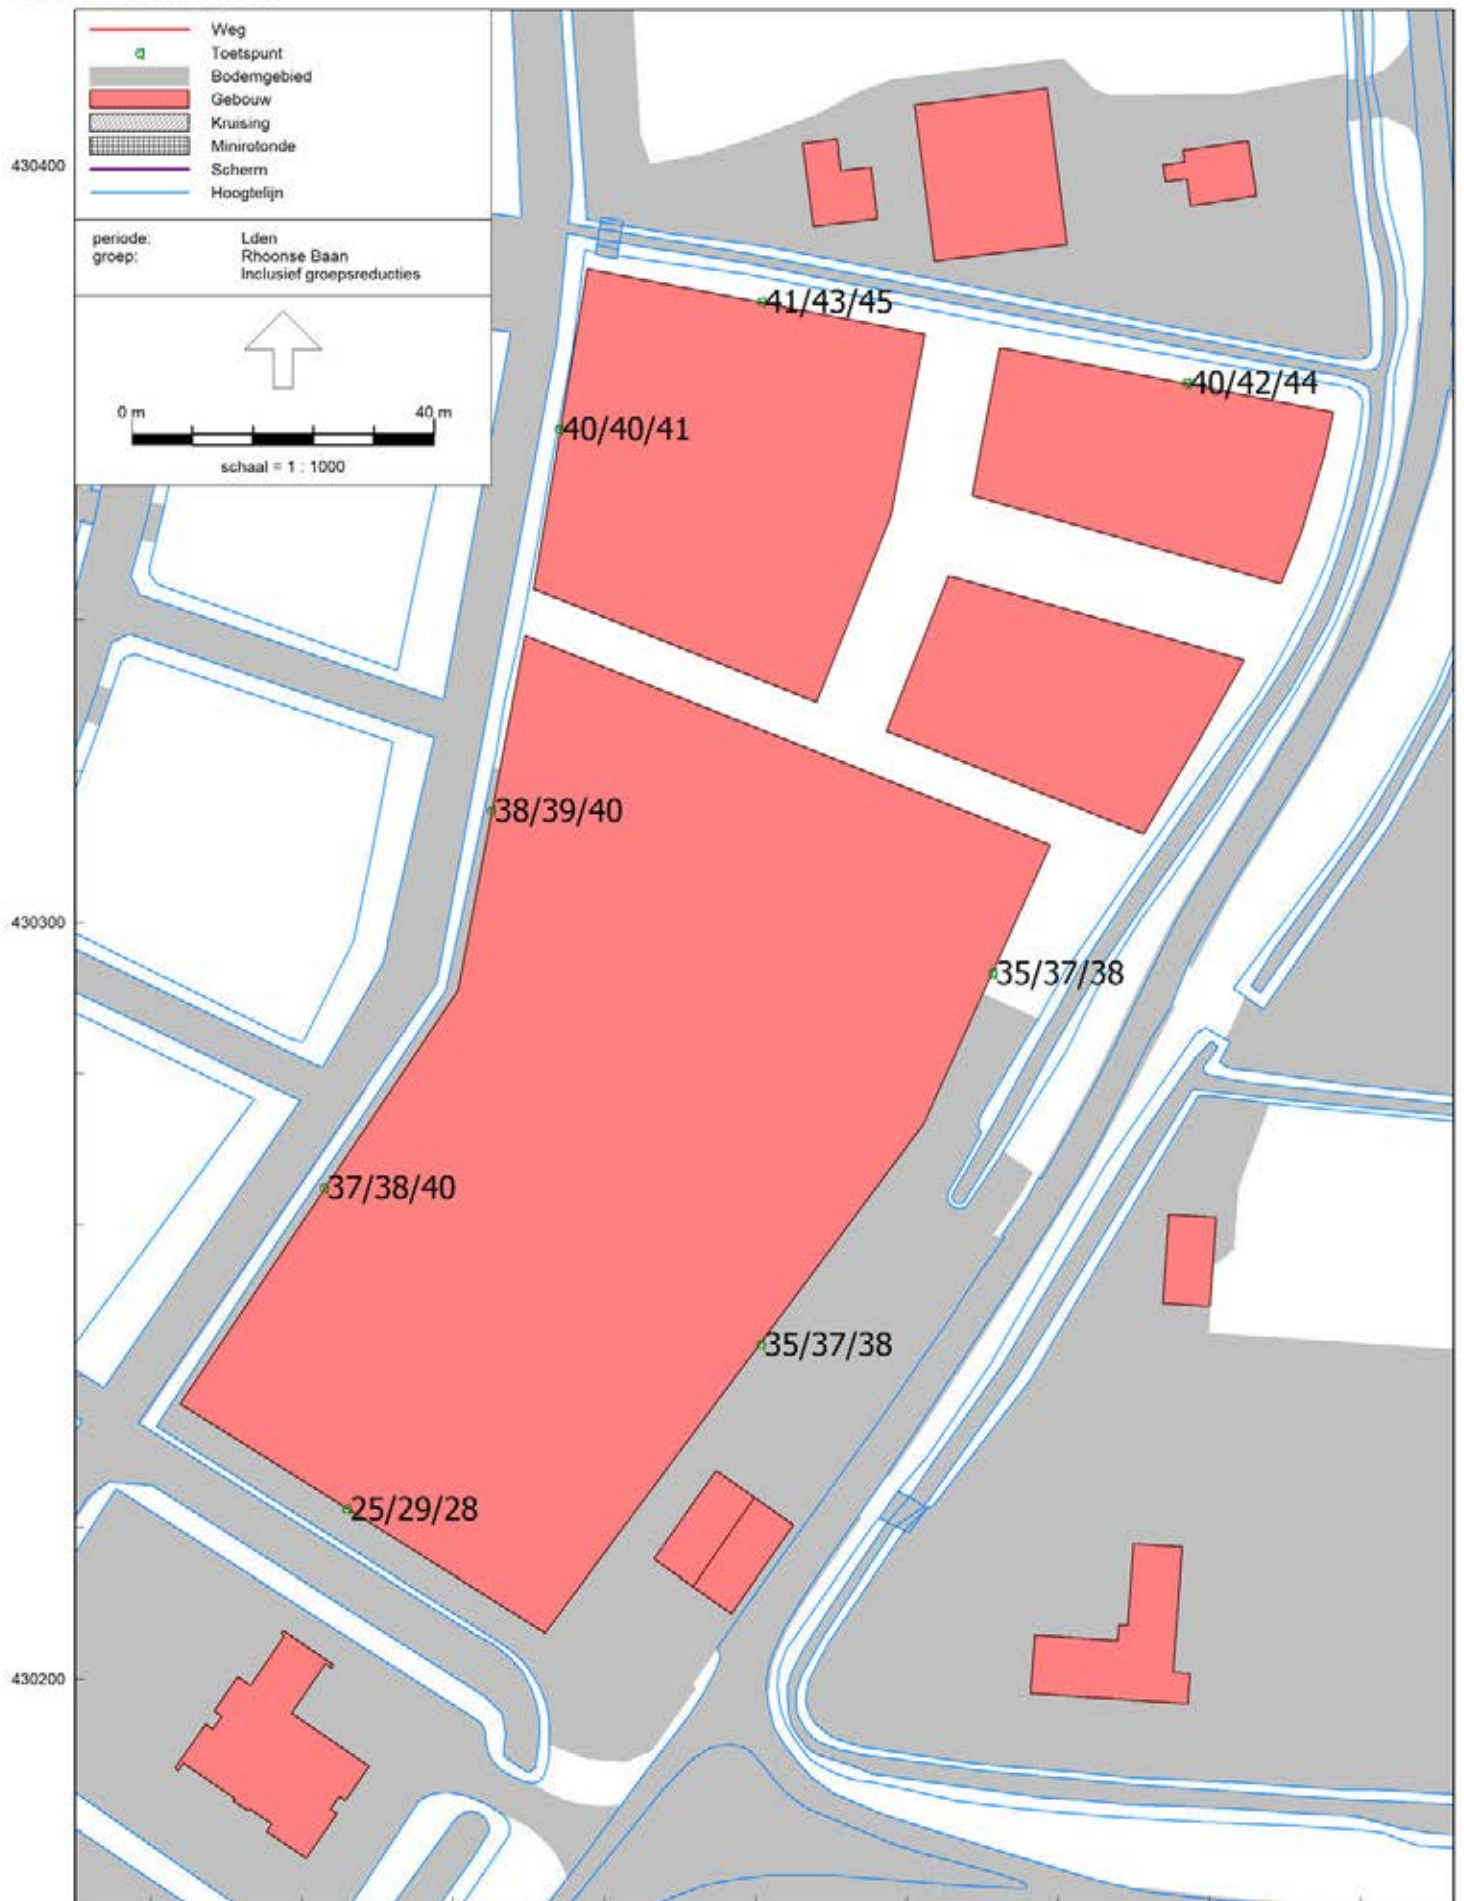 Weg
Toetspunt
Bodemgebied
Gebouw
Kruising
Minirotonde
Scherm
Hoogtelijn
periode: Lden
groep: Rhoonse Baan
Inclusief groepsreducties
0 m 40 m
schaal = 1 : 1000
430400
41/43/45
40/42/44
40/40/41
38/39/40
430300
35/37/38
37/38/40
35/37/38
25/29/28
430200